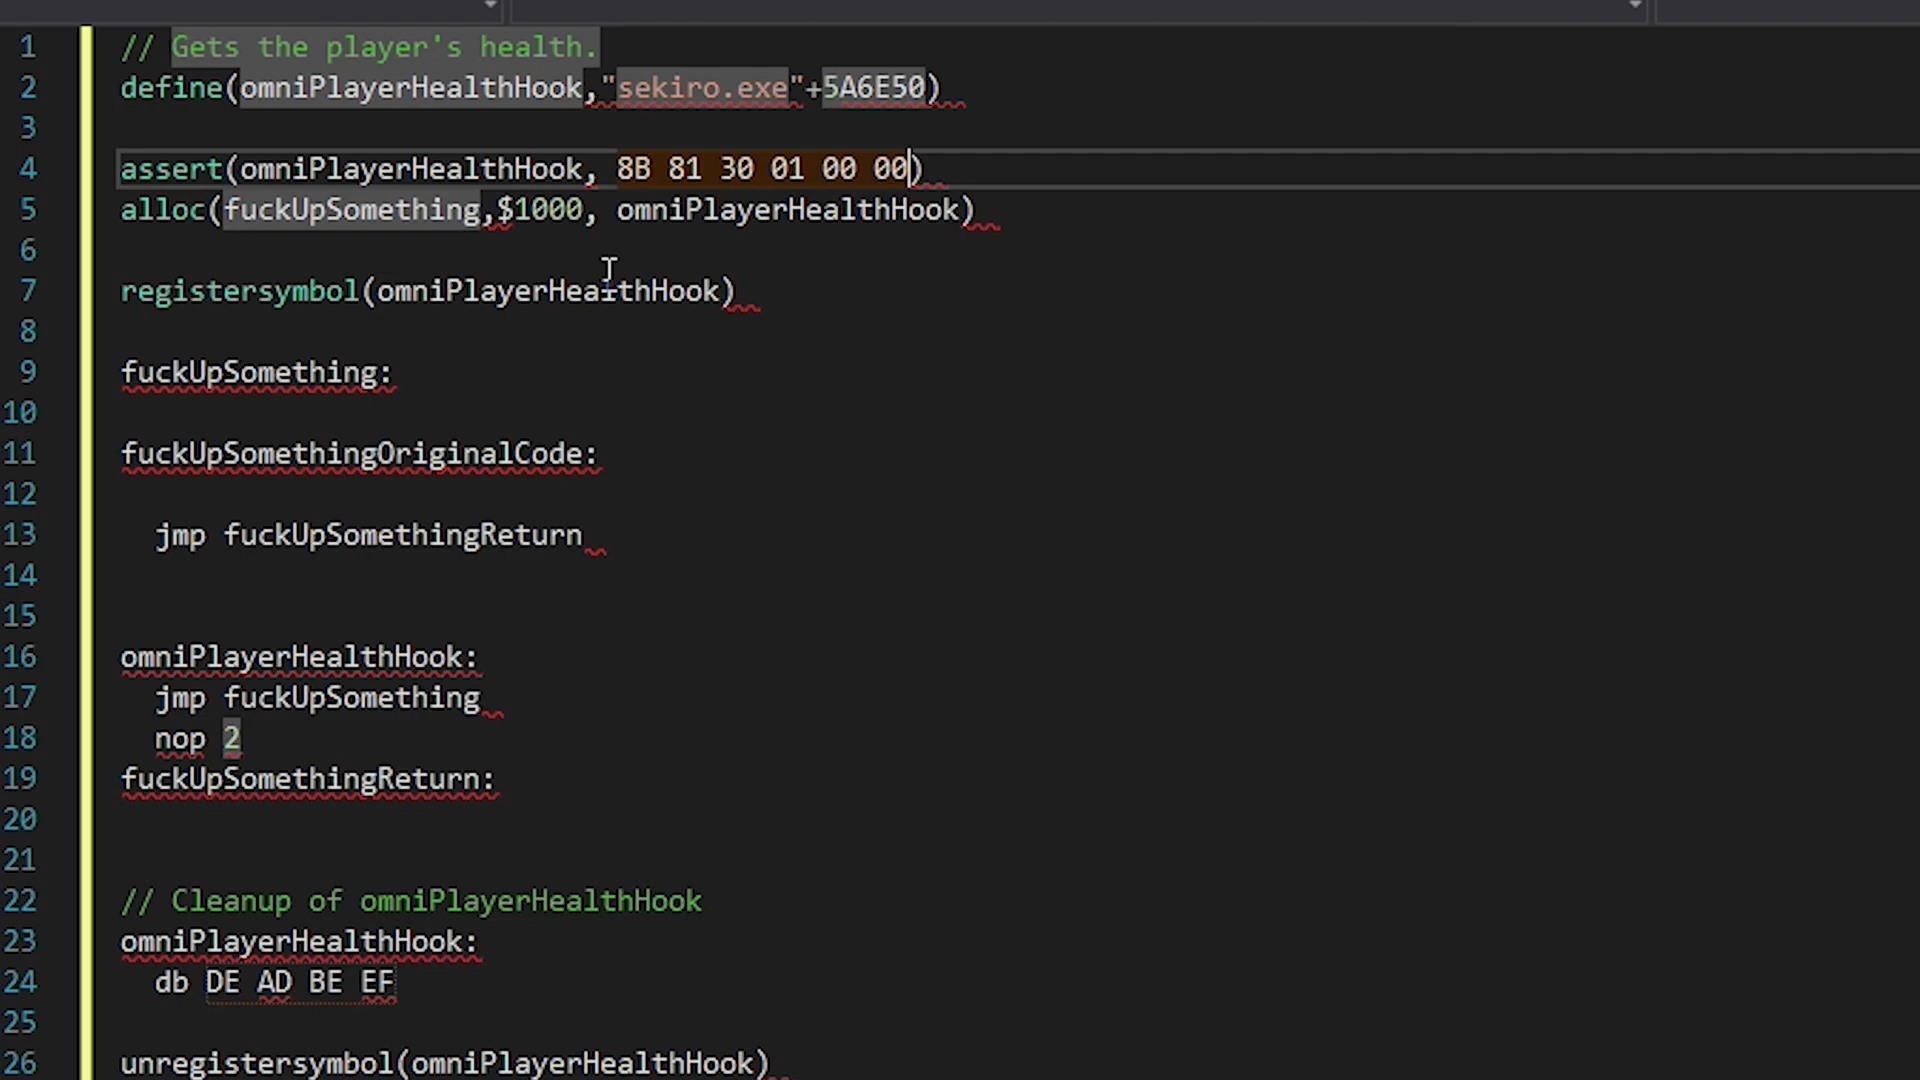 1 // Gets the player's health.
2 define(omniPlayerHealthHook,"sekiro.exe"+5A6E50)
3
4 assert(omniPlayerHealthHook, 8B 81 30 01 00 00)
5 alloc(fuckUpSomething,$1000, omniPlayerHealthHook)
6
7 registersymbol(omniPlayerHealthHook)
8
9 fuckUpSomething:
10
11 fuckUpSomethingOriginalCode:
12
13 jmp fuckUpSomethingReturn
14
15
16 omniPlayerHealthHook:
17 jmp fuckUpSomething
18 nop 2
19 fuckUpSomethingReturn:
20
21
22 // Cleanup of omniPlayerHealthHook
23 omniPlayerHealthHook:
24 db DE AD BE EF
25
26 unregistersymbol(omniPlayerHealthHook)